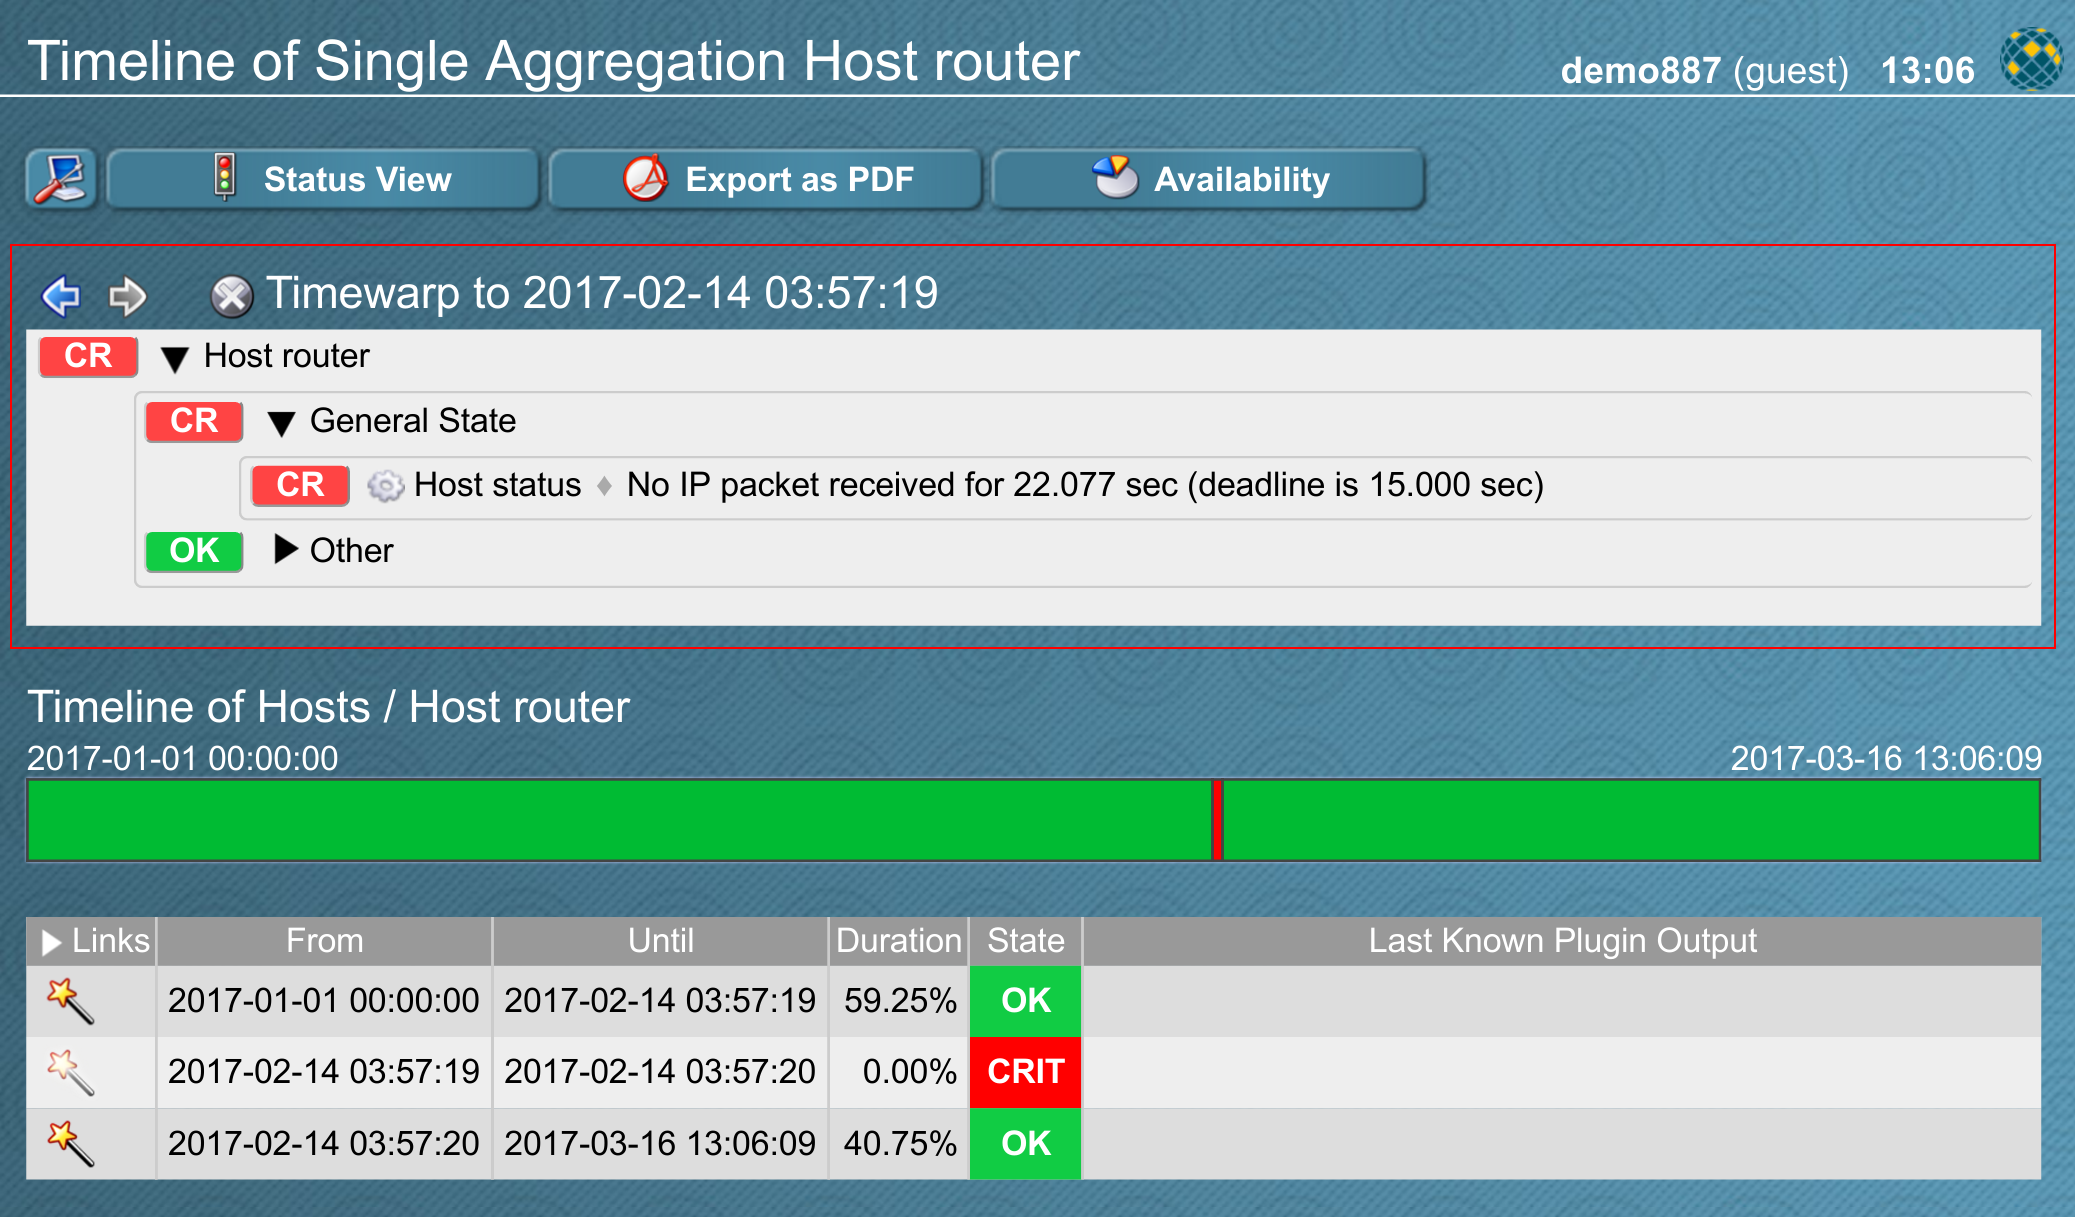 Timeline of Single Aggregation Host router
demo887 (guest) 13:06
Status View Export as PDF Availability
Timewarp to 2017-02-14 03:57:19
CR Host router
CR General State
CR Host status ♦ No IP packet received for 22.077 sec (deadline is 15.000 sec)
OK Other
Timeline of Hosts / Host router
2017-01-01 00:00:00 2017-03-16 13:06:09
Links From Until Duration State Last Known Plugin Output
2017-01-01 00:00:00 2017-02-14 03:57:19 59.25% OK
2017-02-14 03:57:19 2017-02-14 03:57:20 0.00% CRIT
2017-02-14 03:57:20 2017-03-16 13:06:09 40.75% OK